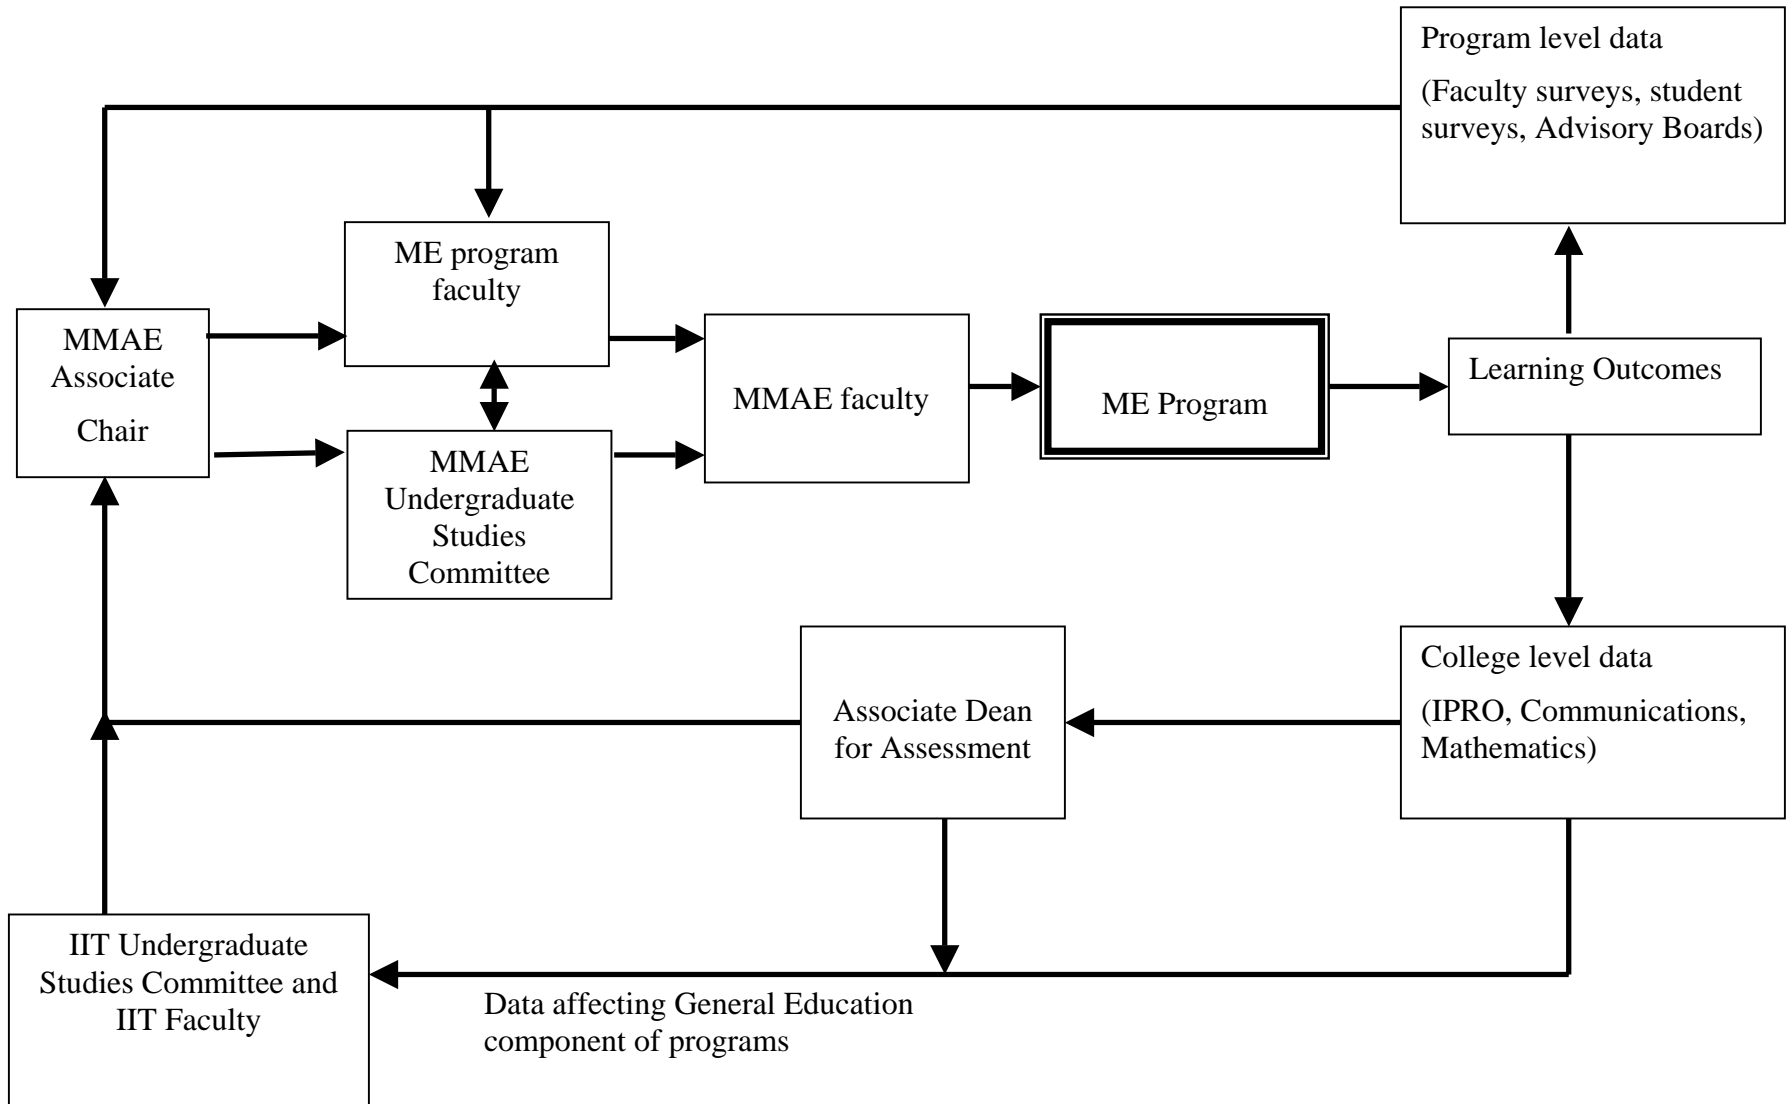 Program level data
(Faculty surveys, student
surveys, Advisory Boards)
ME program
faculty
MMAE
Associate
Chair
MMAE
Undergraduate
Studies
Committee
MMAE faculty
ME Program
Learning Outcomes
College level data
(IPRO, Communications,
Mathematics)
Associate Dean
for Assessment
IIT Undergraduate
Studies Committee and
IIT Faculty
Data affecting General Education
component of programs